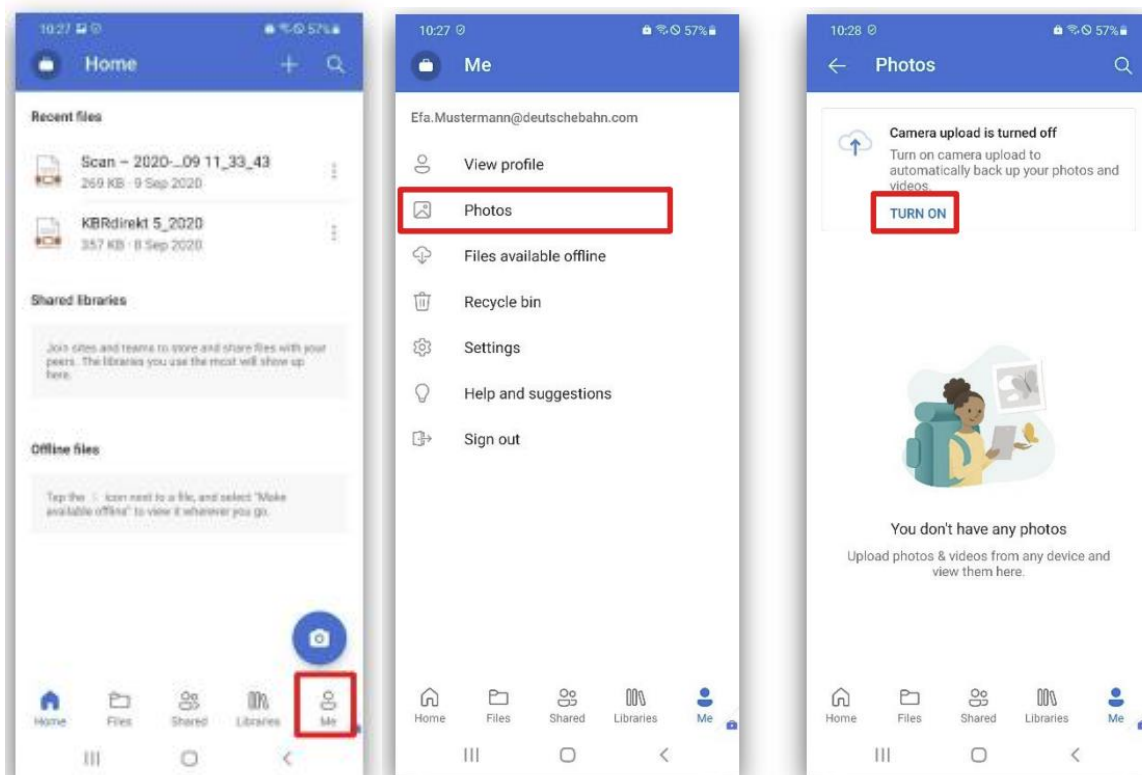 10:27
57%
Home
Recent files
Scan – 2020-...09 11_33_43
269 KB · 9 Sep 2020
KBRdirekt 5_2020
357 KB · 8 Sep 2020
Shared libraries
Join sites and teams to store and share files with your
peers. The libraries you use the most will show up
here.
Offline files
Tap the ⋮ icon next to a file, and select "Make
available offline" to view it wherever you go.
Home
Files
Shared
Libraries
Me
10:27
57%
Me
Efa.Mustermann@deutschebahn.com
View profile
Photos
Files available offline
Recycle bin
Settings
Help and suggestions
Sign out
Home
Files
Shared
Libraries
Me
10:28
57%
Photos
Camera upload is turned off
Turn on camera upload to
automatically back up your photos and
videos.
TURN ON
You don't have any photos
Upload photos & videos from any device and
view them here.
Home
Files
Shared
Libraries
Me